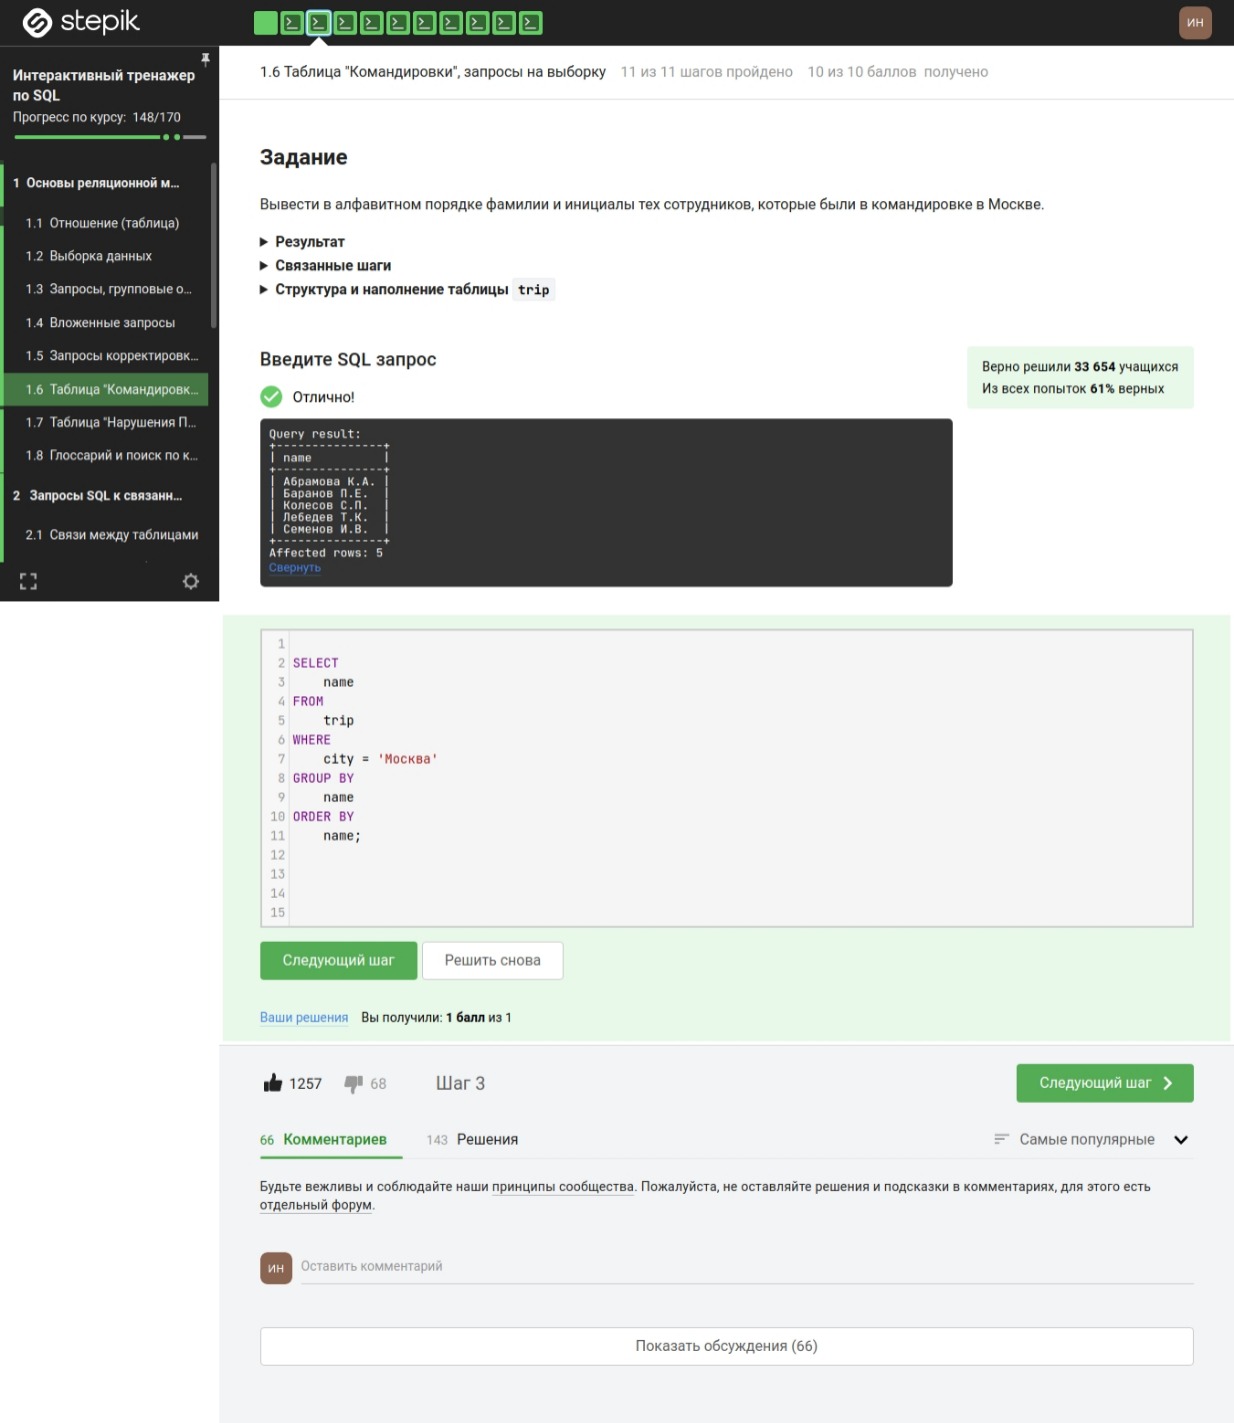 stepik
ИН
Интерактивный тренажер
по SQL
Прогресс по курсу: 148/170
1 Основы реляционной м...
1.1 Отношение (таблица)
1.2 Выборка данных
1.3 Запросы, групповые о...
1.4 Вложенные запросы
1.5 Запросы корректировк...
1.6 Таблица "Командировк...
1.7 Таблица "Нарушения П...
1.8 Глоссарий и поиск по к...
2 Запросы SQL к связанн...
2.1 Связи между таблицами
1.6 Таблица "Командировки", запросы на выборку 11 из 11 шагов пройдено 10 из 10 баллов получено
Задание
Вывести в алфавитном порядке фамилии и инициалы тех сотрудников, которые были в командировке в Москве.
Результат
Связанные шаги
Структура и наполнение таблицы trip
Введите SQL запрос
Верно решили 33 654 учащихся
Из всех попыток 61% верных
Отлично!
Query result:
+---------------+
| name          |
+---------------+
| Абрамова К.А. |
| Баранов П.Е.  |
| Колесов С.П.  |
| Лебедев Т.К.  |
| Семенов И.В.  |
+---------------+
Affected rows: 5
Свернуть
1
2 SELECT
3     name
4 FROM
5     trip
6 WHERE
7     city = 'Москва'
8 GROUP BY
9     name
10 ORDER BY
11     name;
12
13
14
15
Следующий шаг Решить снова
Ваши решения Вы получили: 1 балл из 1
1257 68 Шаг 3 Следующий шаг
66 Комментариев 143 Решения Самые популярные
Будьте вежливы и соблюдайте наши принципы сообщества. Пожалуйста, не оставляйте решения и подсказки в комментариях, для этого есть
отдельный форум.
ИН Оставить комментарий
Показать обсуждения (66)